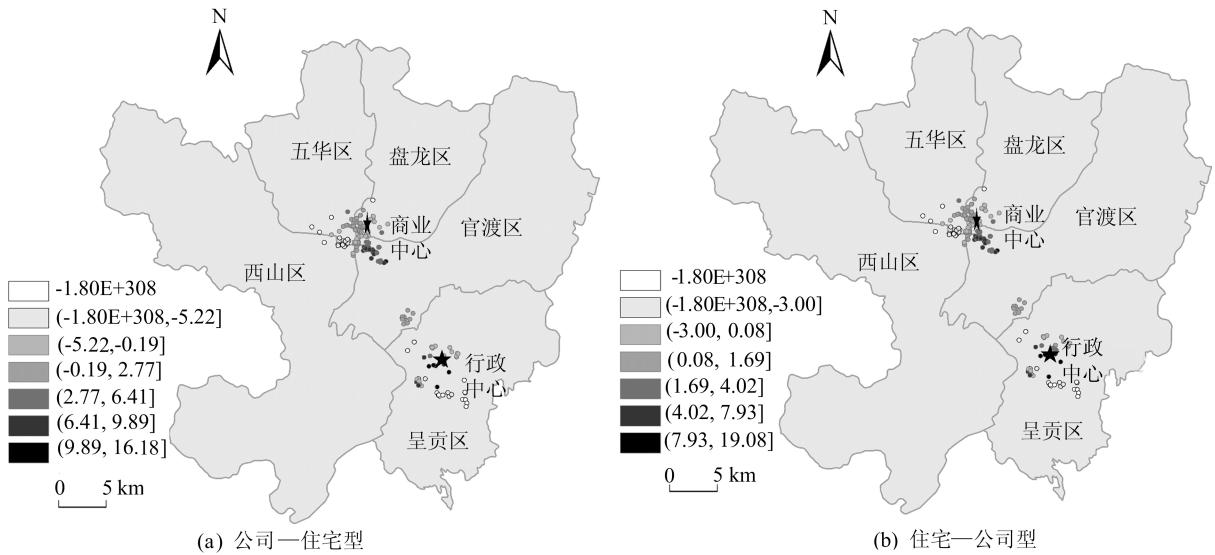 N
五华区
盘龙区
商业
中心
官渡区
西山区
行政
中心
呈贡区
-1.80E+308
(-1.80E+308,-5.22]
(-5.22,-0.19]
(-0.19, 2.77]
(2.77, 6.41]
(6.41, 9.89]
(9.89, 16.18]
0 5 km
(a) 公司—住宅型
N
五华区
盘龙区
商业
中心
官渡区
西山区
行政
中心
呈贡区
-1.80E+308
(-1.80E+308,-3.00]
(-3.00, 0.08]
(0.08, 1.69]
(1.69, 4.02]
(4.02, 7.93]
(7.93, 19.08]
0 5 km
(b) 住宅—公司型